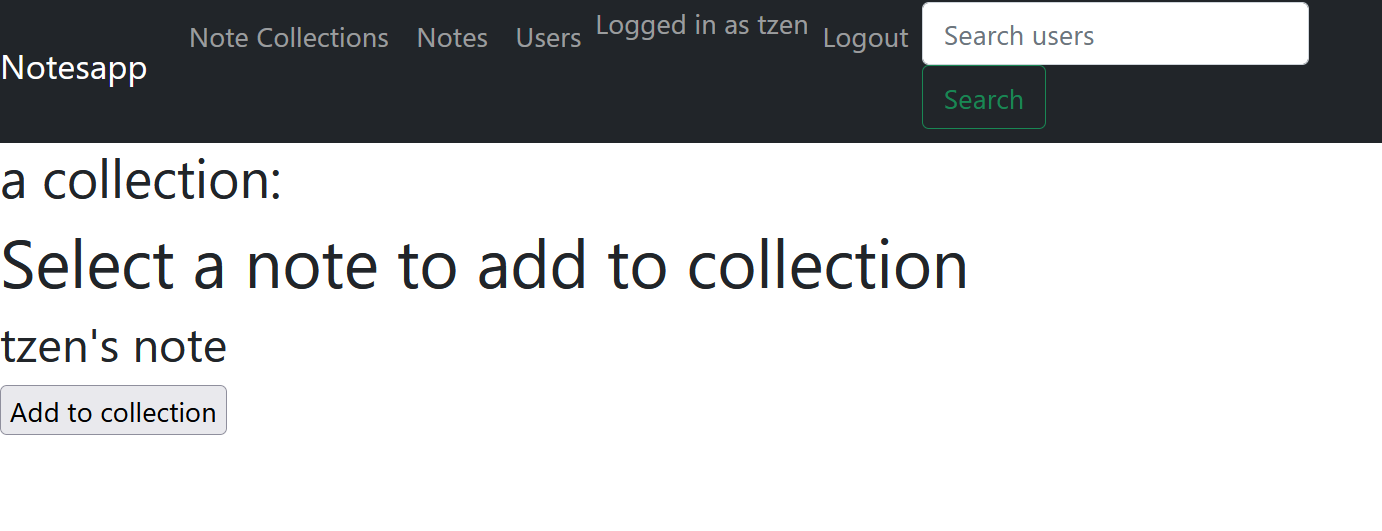 Notesapp
Note Collections
Notes
Users
Logged in as tzen
Logout
Search users
Search
a collection:
Select a note to add to collection
tzen's note
Add to collection